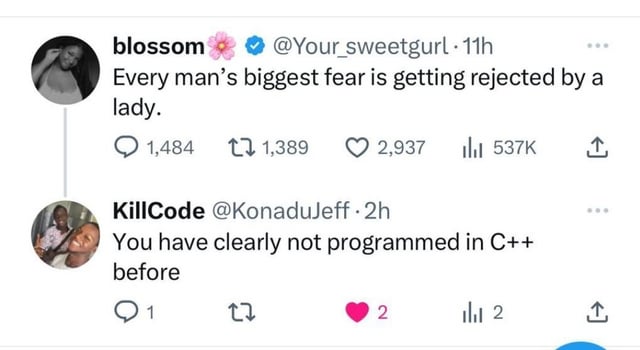 blossom🌸 @Your_sweetgurl · 11h
Every man’s biggest fear is getting rejected by a
lady.
1,484 1,389 2,937 537K
KillCode @KonaduJeff · 2h
You have clearly not programmed in C++
before
1 2 2